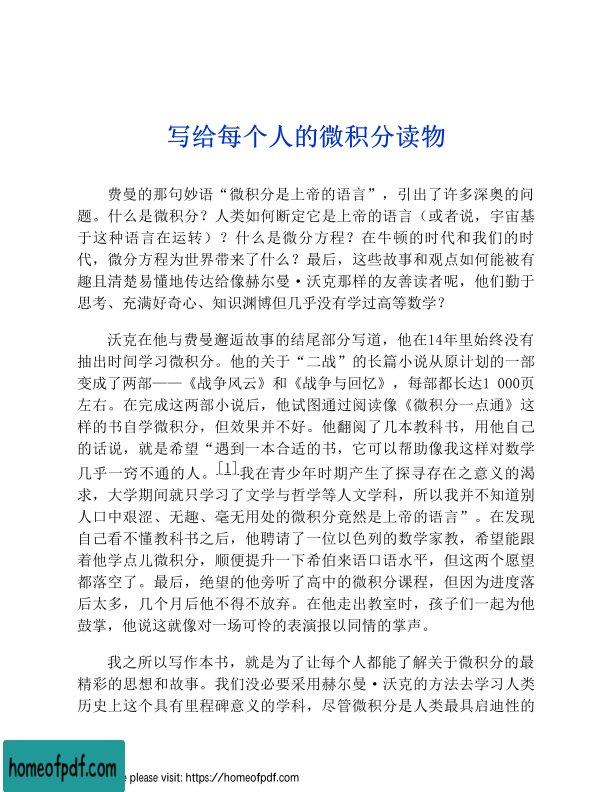 写给每个人的微积分读物
费曼的那句妙语“微积分是上帝的语言”，引出了许多深奥的问
题。什么是微积分？人类如何断定它是上帝的语言（或者说，宇宙基
于这种语言在运转）？什么是微分方程？在牛顿的时代和我们的时
代，微分方程为世界带来了什么？最后，这些故事和观点如何能被有
趣且清楚易懂地传达给像赫尔曼·沃克那样的友善读者呢，他们勤于
思考、充满好奇心、知识渊博但几乎没有学过高等数学？
沃克在他与费曼邂逅故事的结尾部分写道，他在14年里始终没有
抽出时间学习微积分。他的关于“二战”的长篇小说从原计划的一部
变成了两部——《战争风云》和《战争与回忆》，每部都长达1 000页
左右。在完成这两部小说后，他试图通过阅读像《微积分一点通》这
样的书自学微积分，但效果并不好。他翻阅了几本教科书，用他自己
的话说，就是希望“遇到一本合适的书，它可以帮助像我这样对数学
几乎一窍不通的人。[1]我在青少年时期产生了探寻存在之意义的渴
求，大学期间就只学习了文学与哲学等人文学科，所以我并不知道别
人口中艰涩、无趣、毫无用处的微积分竟然是上帝的语言”。在发现
自己看不懂教科书之后，他聘请了一位以色列的数学家教，希望能跟
着他学点儿微积分，顺便提升一下希伯来语口语水平，但这两个愿望
都落空了。最后，绝望的他旁听了高中的微积分课程，但因为进度落
后太多，几个月后他不得不放弃。在他走出教室时，孩子们一起为他
鼓掌，他说这就像对一场可怜的表演报以同情的掌声。
我之所以写作本书，就是为了让每个人都能了解关于微积分的最
精彩的思想和故事。我们没必要采用赫尔曼·沃克的方法去学习人类
历史上这个具有里程碑意义的学科，尽管微积分是人类最具启迪性的
homeofpdf.com
please visit: https://homeofpdf.com